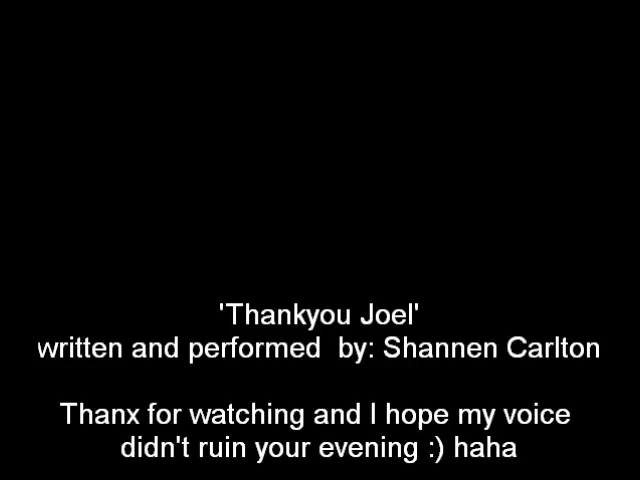 'Thankyou Joel'
written and performed  by: Shannen Carlton
Thanx for watching and I hope my voice
didn't ruin your evening :) haha